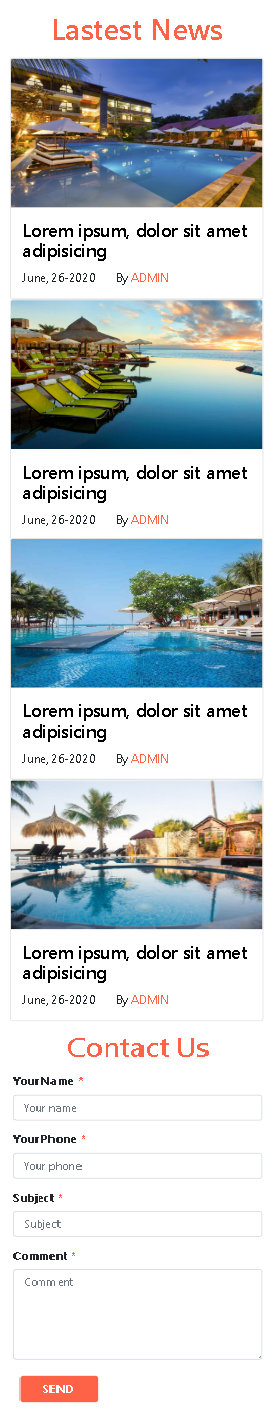 Lastest News
Lorem ipsum, dolor sit amet
adipisicing
June, 26-2020 By ADMIN
Lorem ipsum, dolor sit amet
adipisicing
June, 26-2020 By ADMIN
Lorem ipsum, dolor sit amet
adipisicing
June, 26-2020 By ADMIN
Lorem ipsum, dolor sit amet
adipisicing
June, 26-2020 By ADMIN
Contact Us
YourName *
Your name
YourPhone *
Your phone
Subject *
Subject
Comment *
Comment
SEND